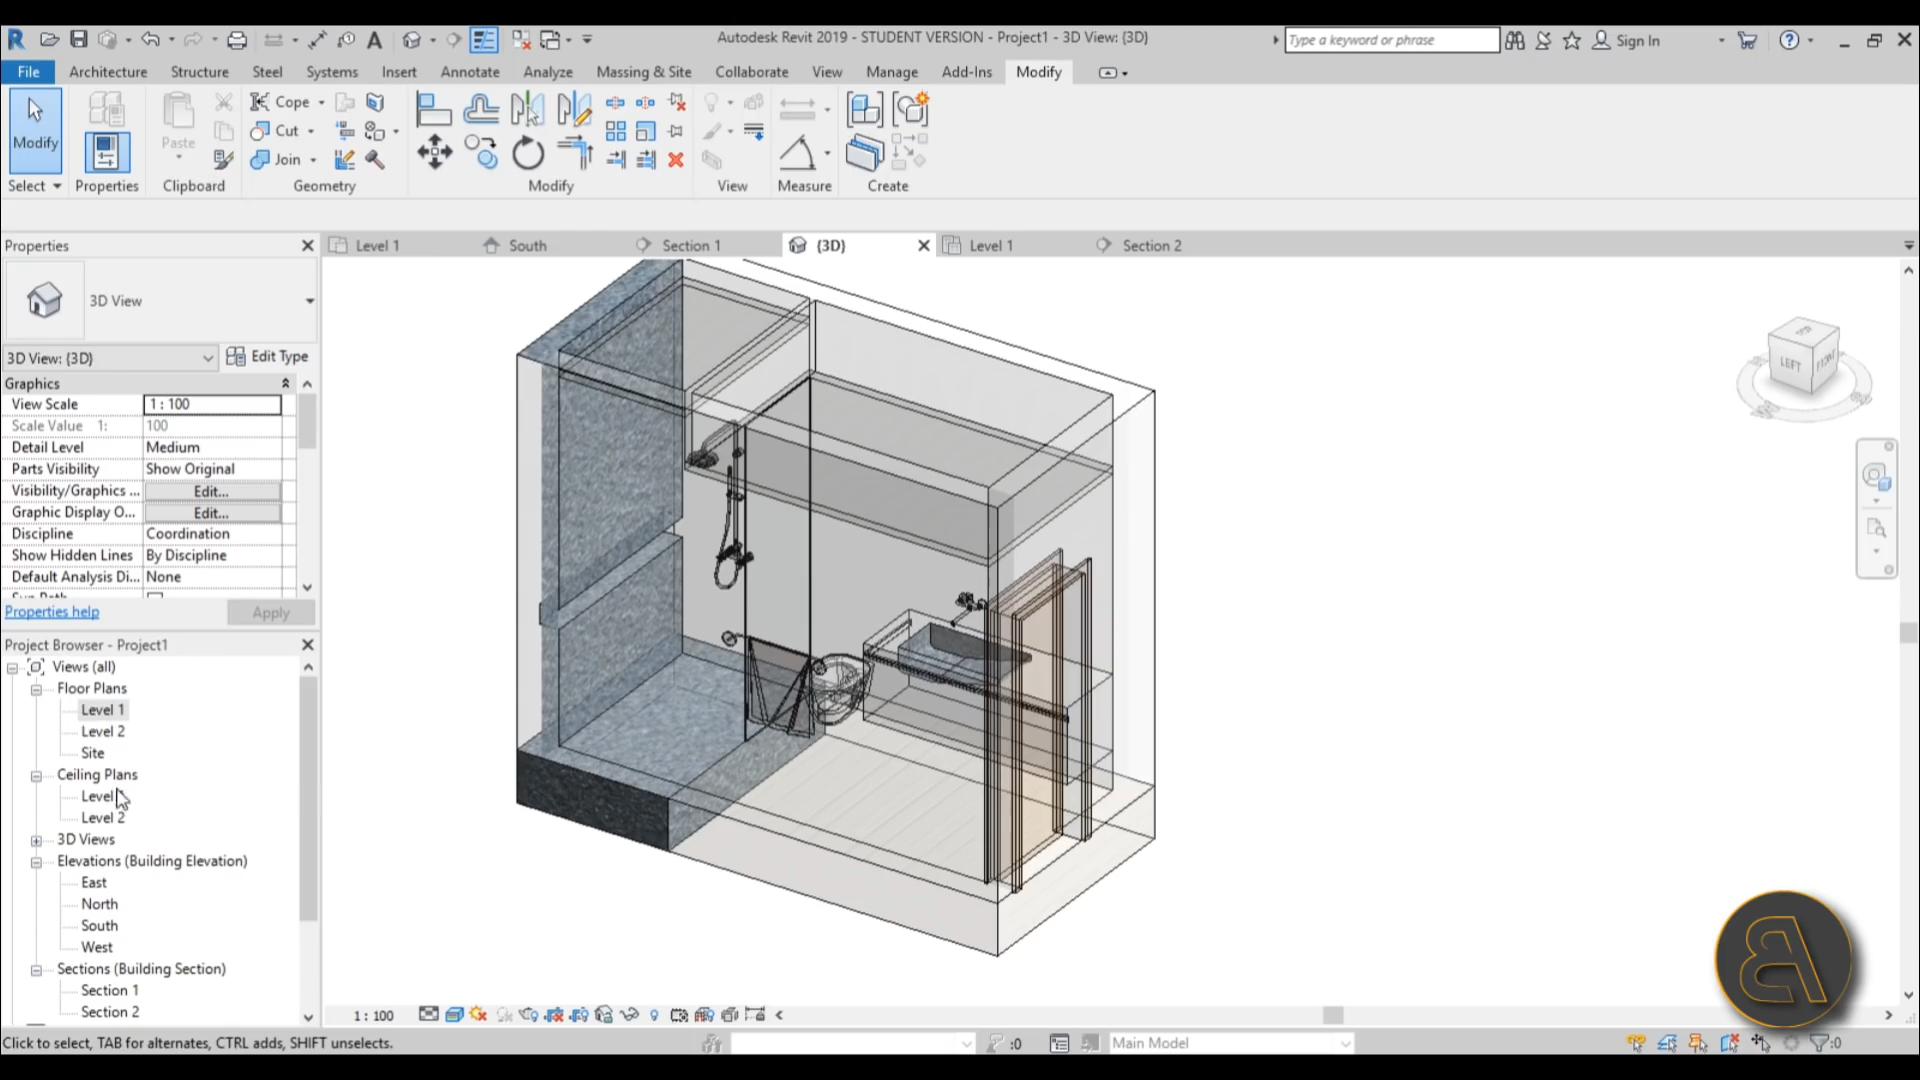 Autodesk Revit 2019 - STUDENT VERSION - Project1 - 3D View: {3D}
Type a keyword or phrase
Sign In
File Architecture Structure Steel Systems Insert Annotate Analyze Massing & Site Collaborate View Manage Add-Ins Modify
Modify
Paste
Cope
Cut
Join
Select Properties Clipboard Geometry Modify View Measure Create
Properties
Level 1 South Section 1 {3D} Level 1 Section 2
3D View
3D View: {3D} Edit Type
Graphics
View Scale 1 : 100
Scale Value 1: 100
Detail Level Medium
Parts Visibility Show Original
Visibility/Graphics ... Edit...
Graphic Display O... Edit...
Discipline Coordination
Show Hidden Lines By Discipline
Default Analysis Di... None
Properties help Apply
LEFT
FRONT
Project Browser - Project1
Views (all)
Floor Plans
Level 1
Level 2
Site
Ceiling Plans
Level
Level 2
3D Views
Elevations (Building Elevation)
East
North
South
West
Sections (Building Section)
Section 1
Section 2
1 : 100
Click to select, TAB for alternates, CTRL adds, SHIFT unselects.
:0
Main Model
:0